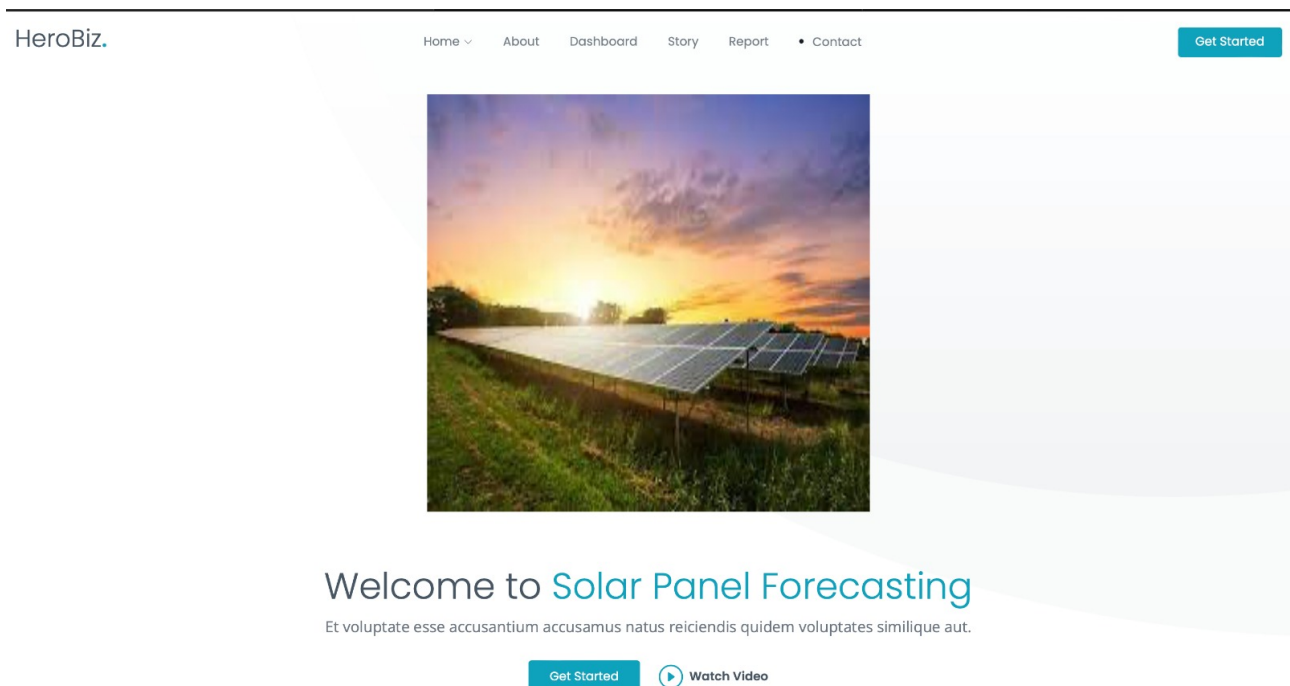 HeroBiz.
Home About Dashboard Story Report • Contact
Get Started
Welcome to Solar Panel Forecasting
Et voluptate esse accusantium accusamus natus reiciendis quidem voluptates similique aut.
Get Started Watch Video